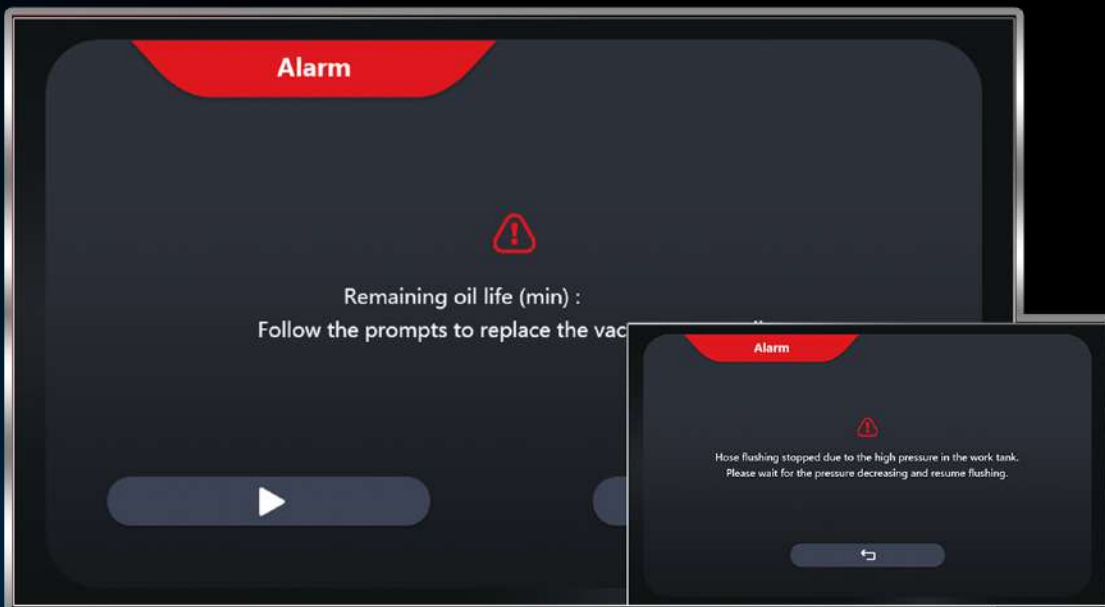 Alarm
Remaining oil life (min) :
Follow the prompts to replace the
Alarm
Hose flushing stopped due to the high pressure in the work tank.
Please wait for the pressure decreasing and resume flushing.